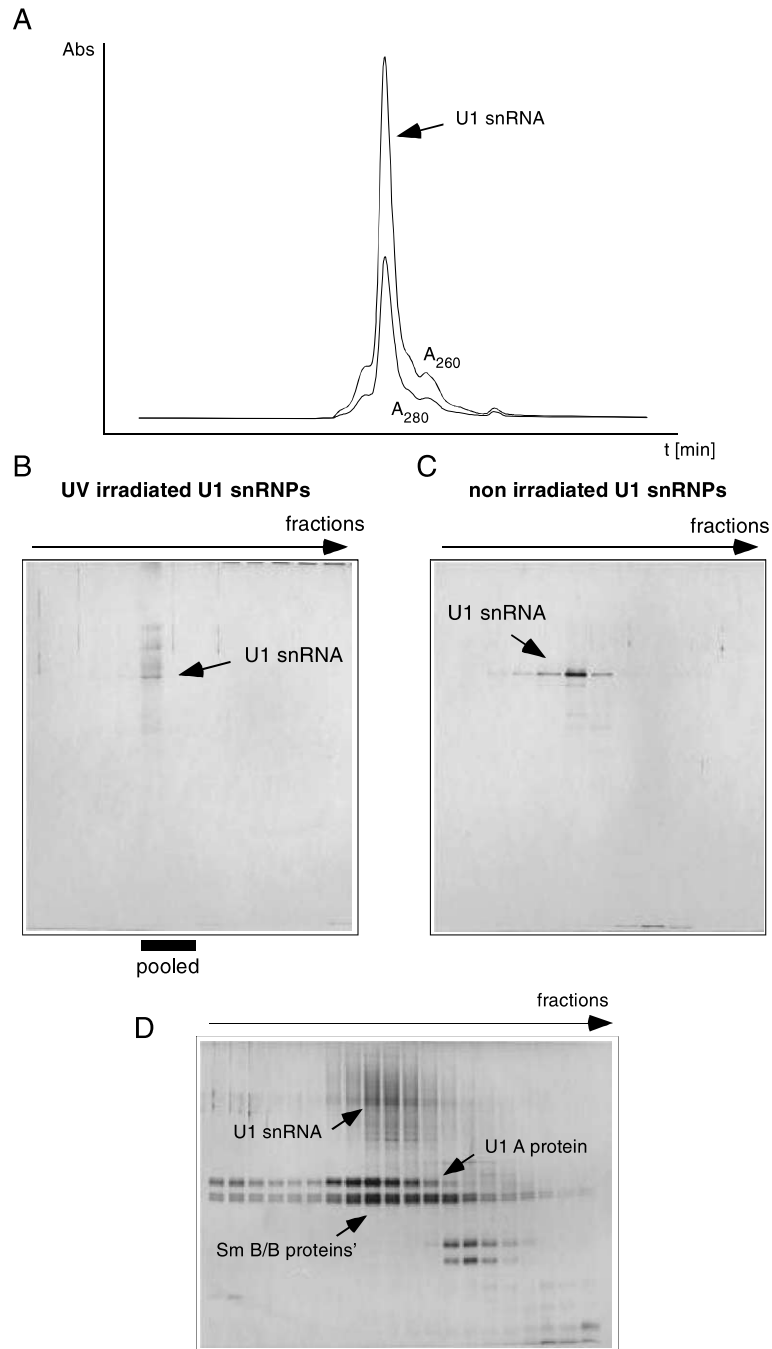 A
Abs
U1 snRNA
A260
A280
t [min]
B
UV irradiated U1 snRNPs
fractions
U1 snRNA
pooled
C
non irradiated U1 snRNPs
fractions
U1 snRNA
D
fractions
U1 snRNA
U1 A protein
Sm B/B proteins’